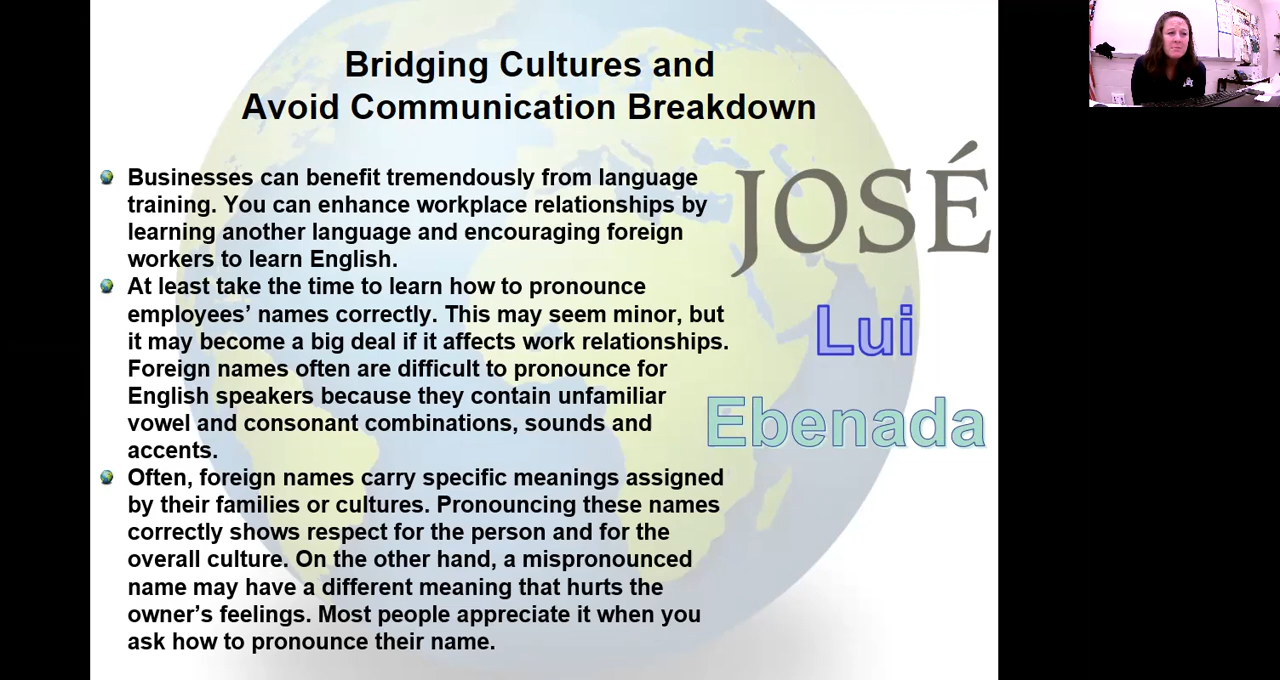 Bridging Cultures and
Avoid Communication Breakdown
Businesses can benefit tremendously from language
training. You can enhance workplace relationships by
learning another language and encouraging foreign
workers to learn English.
At least take the time to learn how to pronounce
employees’ names correctly. This may seem minor, but
it may become a big deal if it affects work relationships.
Foreign names often are difficult to pronounce for
English speakers because they contain unfamiliar
vowel and consonant combinations, sounds and
accents.
Often, foreign names carry specific meanings assigned
by their families or cultures. Pronouncing these names
correctly shows respect for the person and for the
overall culture. On the other hand, a mispronounced
name may have a different meaning that hurts the
owner’s feelings. Most people appreciate it when you
ask how to pronounce their name.
JOSÉ
Lui
Ebenada